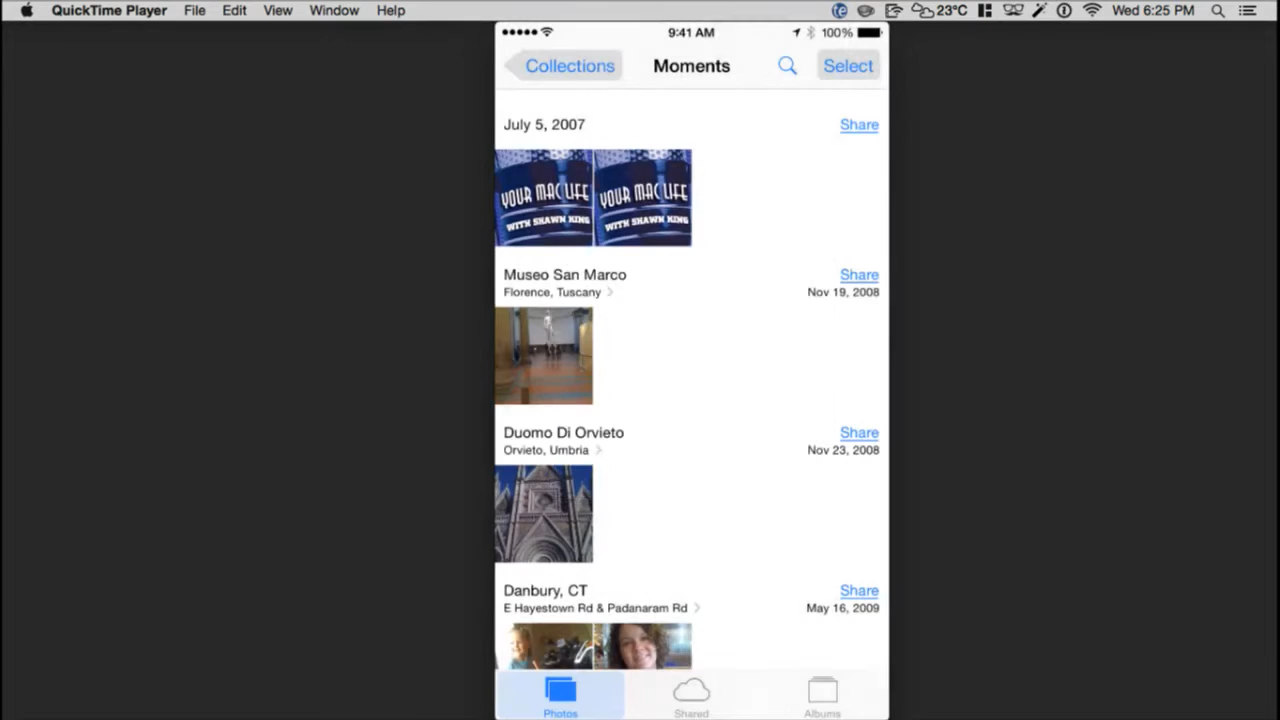 QuickTime Player File Edit View Window Help 23°C Wed 6:25 PM
9:41 AM 100%
Collections Moments Select
July 5, 2007 Share
YOUR MAC LIFE YOUR MAC LIFE
WITH SHAWN KING WITH SHAWN KING
Museo San Marco Share
Florence, Tuscany Nov 19, 2008
Duomo Di Orvieto Share
Orvieto, Umbria Nov 23, 2008
Danbury, CT Share
E Hayestown Rd & Padanaram Rd May 16, 2009
Photos Shared Albums